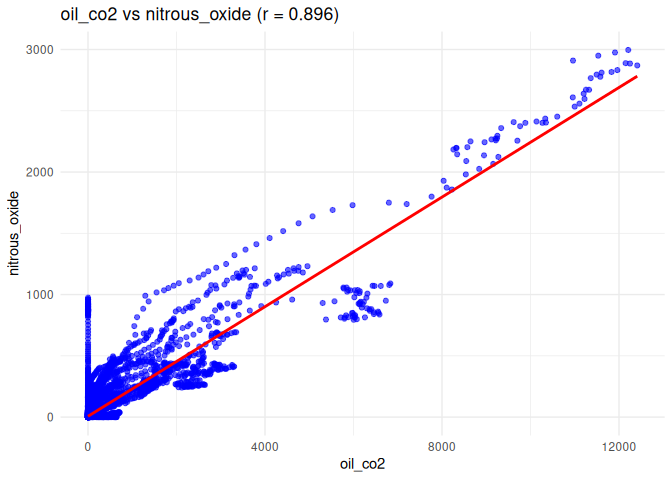 oil_co2 vs nitrous_oxide (r = 0.896)
3000
2000
1000
0
nitrous_oxide
0 4000 8000 12000
oil_co2